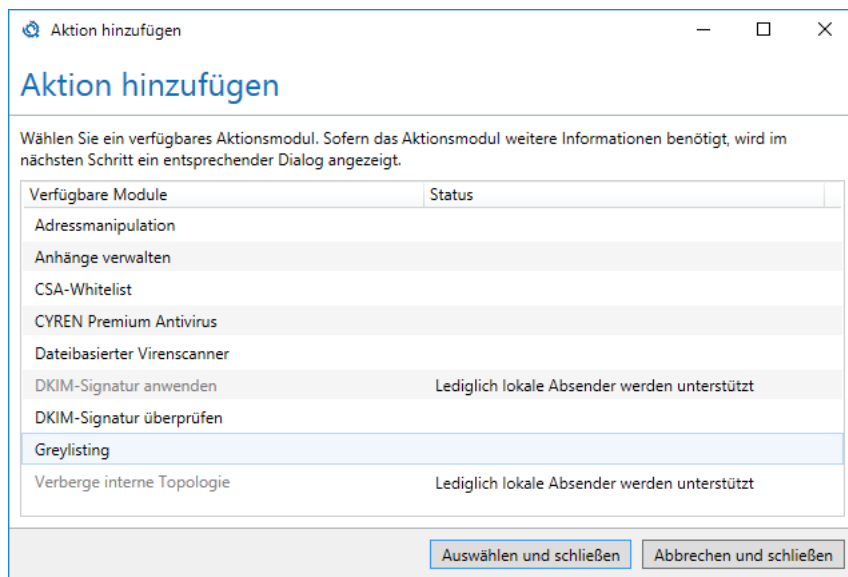 Aktion hinzufügen
Aktion hinzufügen
Wählen Sie ein verfügbares Aktionsmodul. Sofern das Aktionsmodul weitere Informationen benötigt, wird im
nächsten Schritt ein entsprechender Dialog angezeigt.
Verfügbare Module Status
Adressmanipulation
Anhänge verwalten
CSA-Whitelist
CYREN Premium Antivirus
Dateibasierter Virenscanner
DKIM-Signatur anwenden Lediglich lokale Absender werden unterstützt
DKIM-Signatur überprüfen
Greylisting
Verberge interne Topologie Lediglich lokale Absender werden unterstützt
Auswählen und schließen Abbrechen und schließen